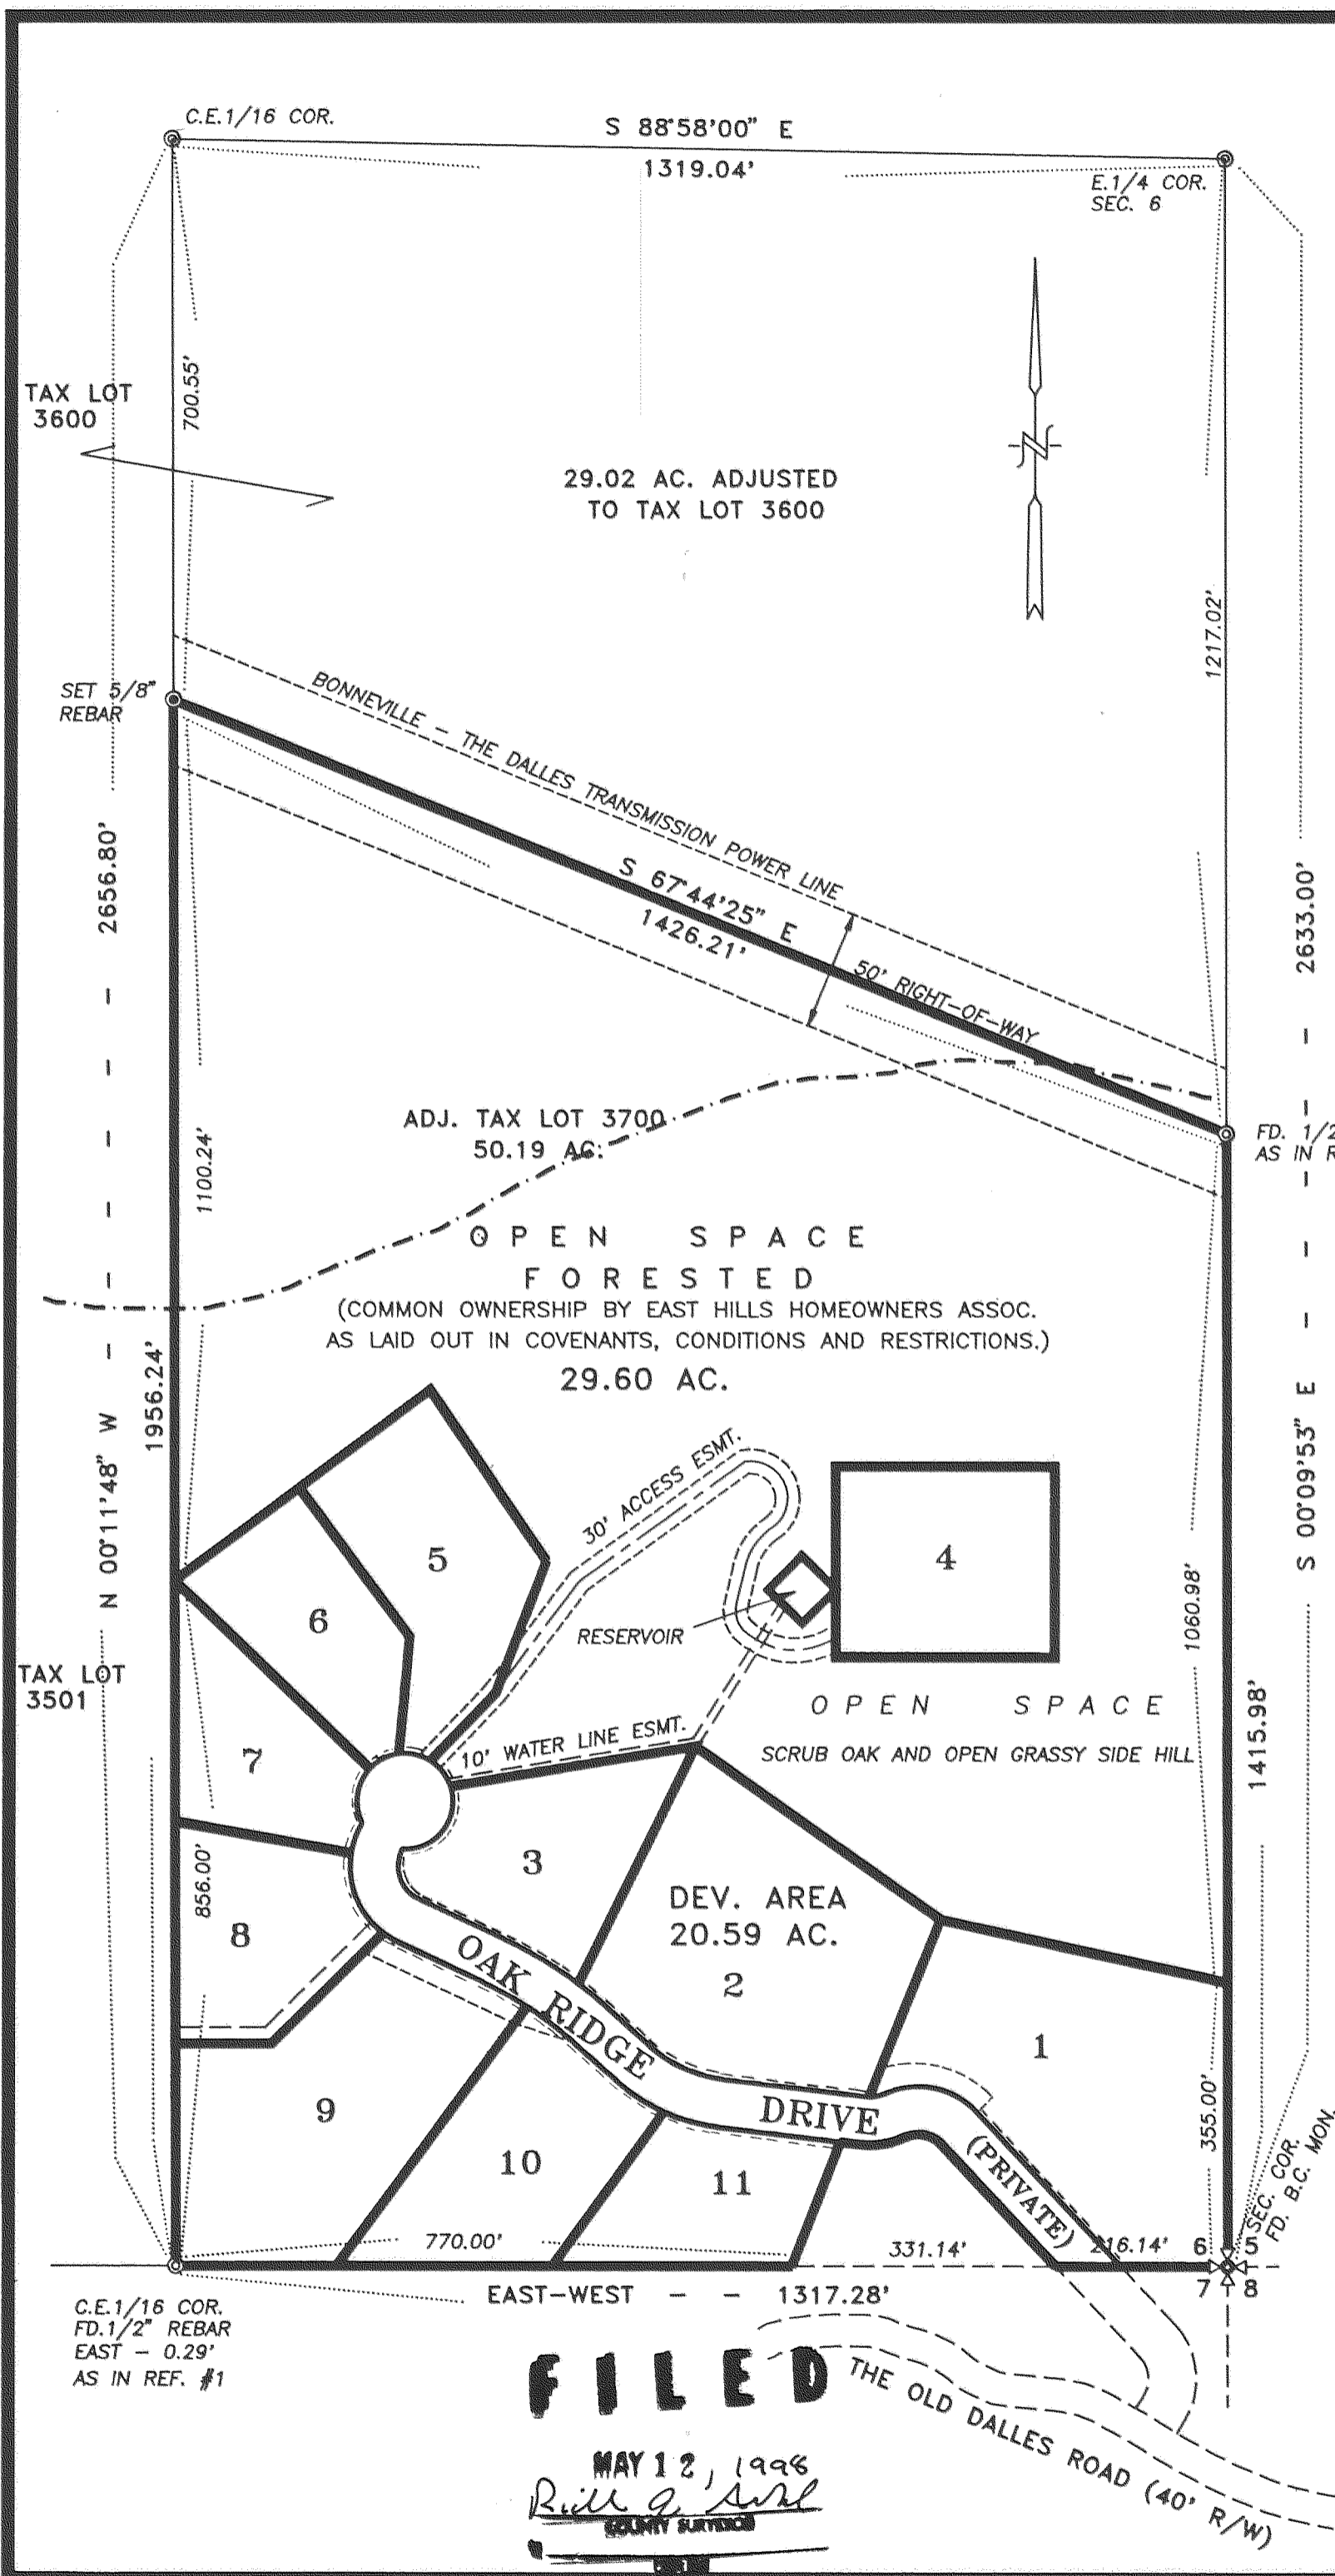 C.E.1/16 COR.
S 88°58'00" E
1319.04'
E.1/4 COR.
SEC. 6
700.55'
TAX LOT
3600
29.02 AC. ADJUSTED
TO TAX LOT 3600
N
1217.02'
SET 5/8"
REBAR
BONNEVILLE – THE DALLES TRANSMISSION POWER LINE
S 67°44'25" E
1426.21'
50' RIGHT-OF-WAY
2656.80'
2633.00'
ADJ. TAX LOT 3700
50.19 AC.
FD. 1/2
AS IN R
1100.24'
OPEN SPACE
FORESTED
(COMMON OWNERSHIP BY EAST HILLS HOMEOWNERS ASSOC.
AS LAID OUT IN COVENANTS, CONDITIONS AND RESTRICTIONS.)
29.60 AC.
1956.24'
N 00°11'48" W
S 00°09'53" E
30' ACCESS ESMT.
5
4
6
RESERVOIR
1060.98'
TAX LOT
3501
OPEN SPACE
1415.98'
7
10' WATER LINE ESMT.
SCRUB OAK AND OPEN GRASSY SIDE HILL
3
856.00'
8
DEV. AREA
20.59 AC.
2
OAK RIDGE DRIVE (PRIVATE)
1
355.00'
9
10
11
SEC. COR.
FD. B.C. MON.
770.00'
331.14'
216.14'
6 5
7 8
EAST–WEST – – 1317.28'
C.E.1/16 COR.
FD.1/2" REBAR
EAST – 0.29'
AS IN REF. #1
FILED
THE OLD DALLES ROAD (40' R/W)
MAY 12, 1998
COUNTY SURVEYOR